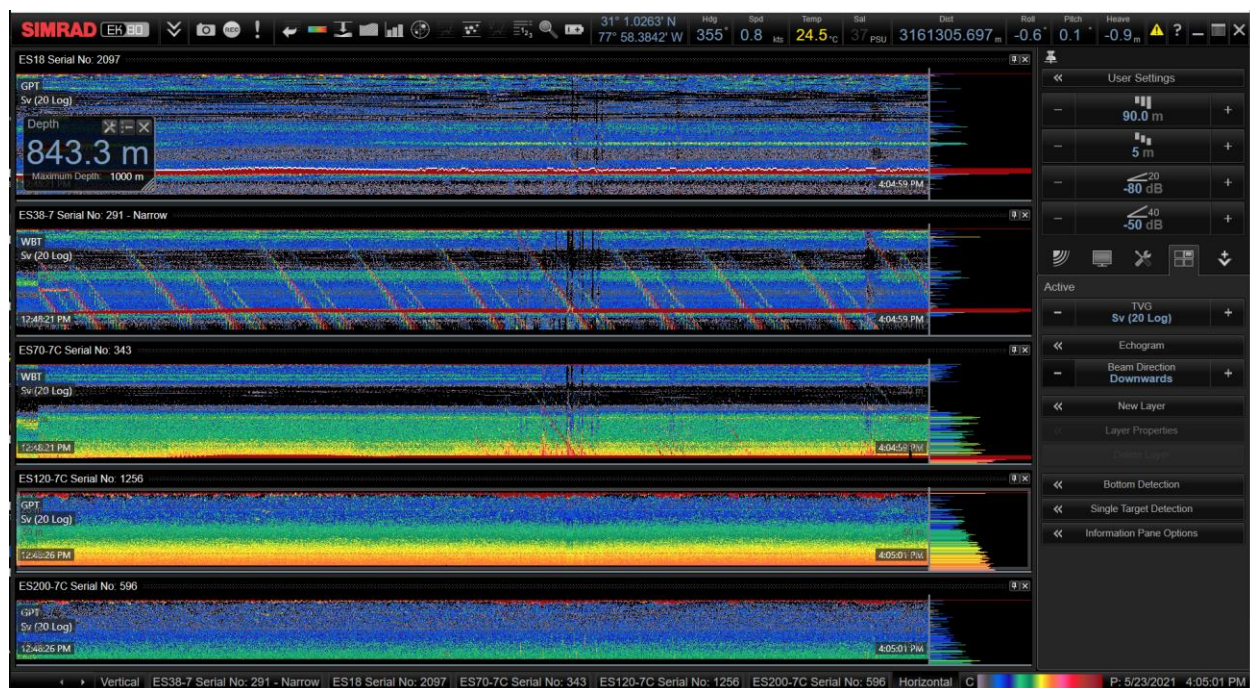 SIMRAD EK80
REC
31° 1.0263' N
77° 58.3842' W
Hdg
355°
Spd
0.8 kts
Temp
24.5 °C
Sal
37 PSU
Dist
3161305.697 m
Roll
-0.6°
Pitch
0.1 °
Heave
-0.9 m
ES18 Serial No: 2097
GPT
Sv (20 Log)
Depth
843.3 m
Maximum Depth: 1000 m
12:48:21 PM
4:04:59 PM
ES38-7 Serial No: 291 - Narrow
WBT
Sv (20 Log)
12:48:21 PM
4:04:59 PM
ES70-7C Serial No: 343
WBT
Sv (20 Log)
12:48:21 PM
4:04:59 PM
ES120-7C Serial No: 1256
GPT
Sv (20 Log)
12:48:26 PM
4:05:01 PM
ES200-7C Serial No: 596
GPT
Sv (20 Log)
12:48:26 PM
4:05:01 PM
User Settings
90.0 m
5 m
20
-80 dB
40
-50 dB
Active
TVG
Sv (20 Log)
Echogram
Beam Direction
Downwards
New Layer
Layer Properties
Delete Layer
Bottom Detection
Single Target Detection
Information Pane Options
Vertical ES38-7 Serial No: 291 - Narrow ES18 Serial No: 2097 ES70-7C Serial No: 343 ES120-7C Serial No: 1256 ES200-7C Serial No: 596 Horizontal C P: 5/23/2021 4:05:01 PM